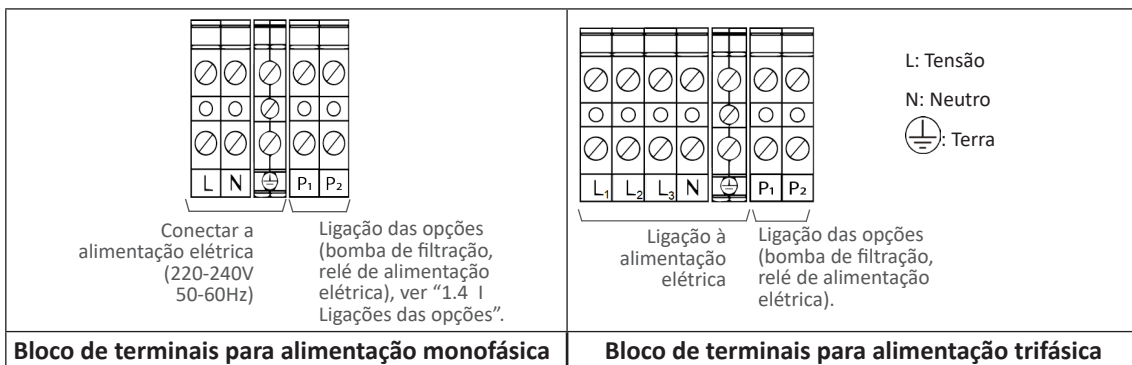 L N P₁ P₂
Conectar a
alimentação elétrica
(220-240V
50-60Hz)
Ligação das opções
(bomba de filtração,
relé de alimentação
elétrica), ver “1.4 I
Ligações das opções”.
Bloco de terminais para alimentação monofásica
L₁ L₂ L₃ N P₁ P₂
Ligação à
alimentação
elétrica
Ligação das opções
(bomba de filtração,
relé de alimentação
elétrica).
L: Tensão
N: Neutro
: Terra
Bloco de terminais para alimentação trifásica